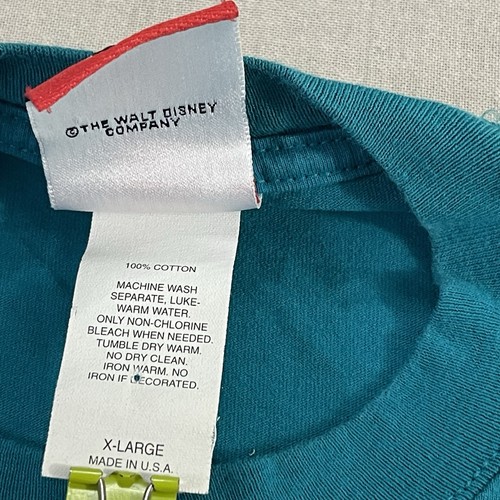 ©THE WALT DISNEY
COMPANY
100% COTTON
MACHINE WASH
SEPARATE, LUKE-
WARM WATER.
ONLY NON-CHLORINE
BLEACH WHEN NEEDED.
TUMBLE DRY WARM.
NO DRY CLEAN.
IRON WARM. NO
IRON IF DECORATED.
X-LARGE
MADE IN U.S.A.